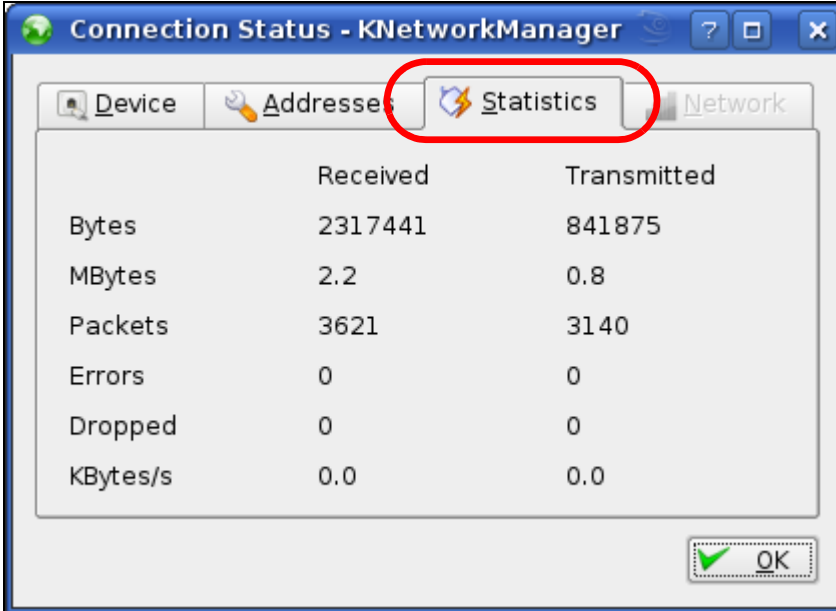 Connection Status - KNetworkManager
Device Addresses Statistics Network
Received Transmitted
Bytes 2317441 841875
MBytes 2.2 0.8
Packets 3621 3140
Errors 0 0
Dropped 0 0
KBytes/s 0.0 0.0
OK